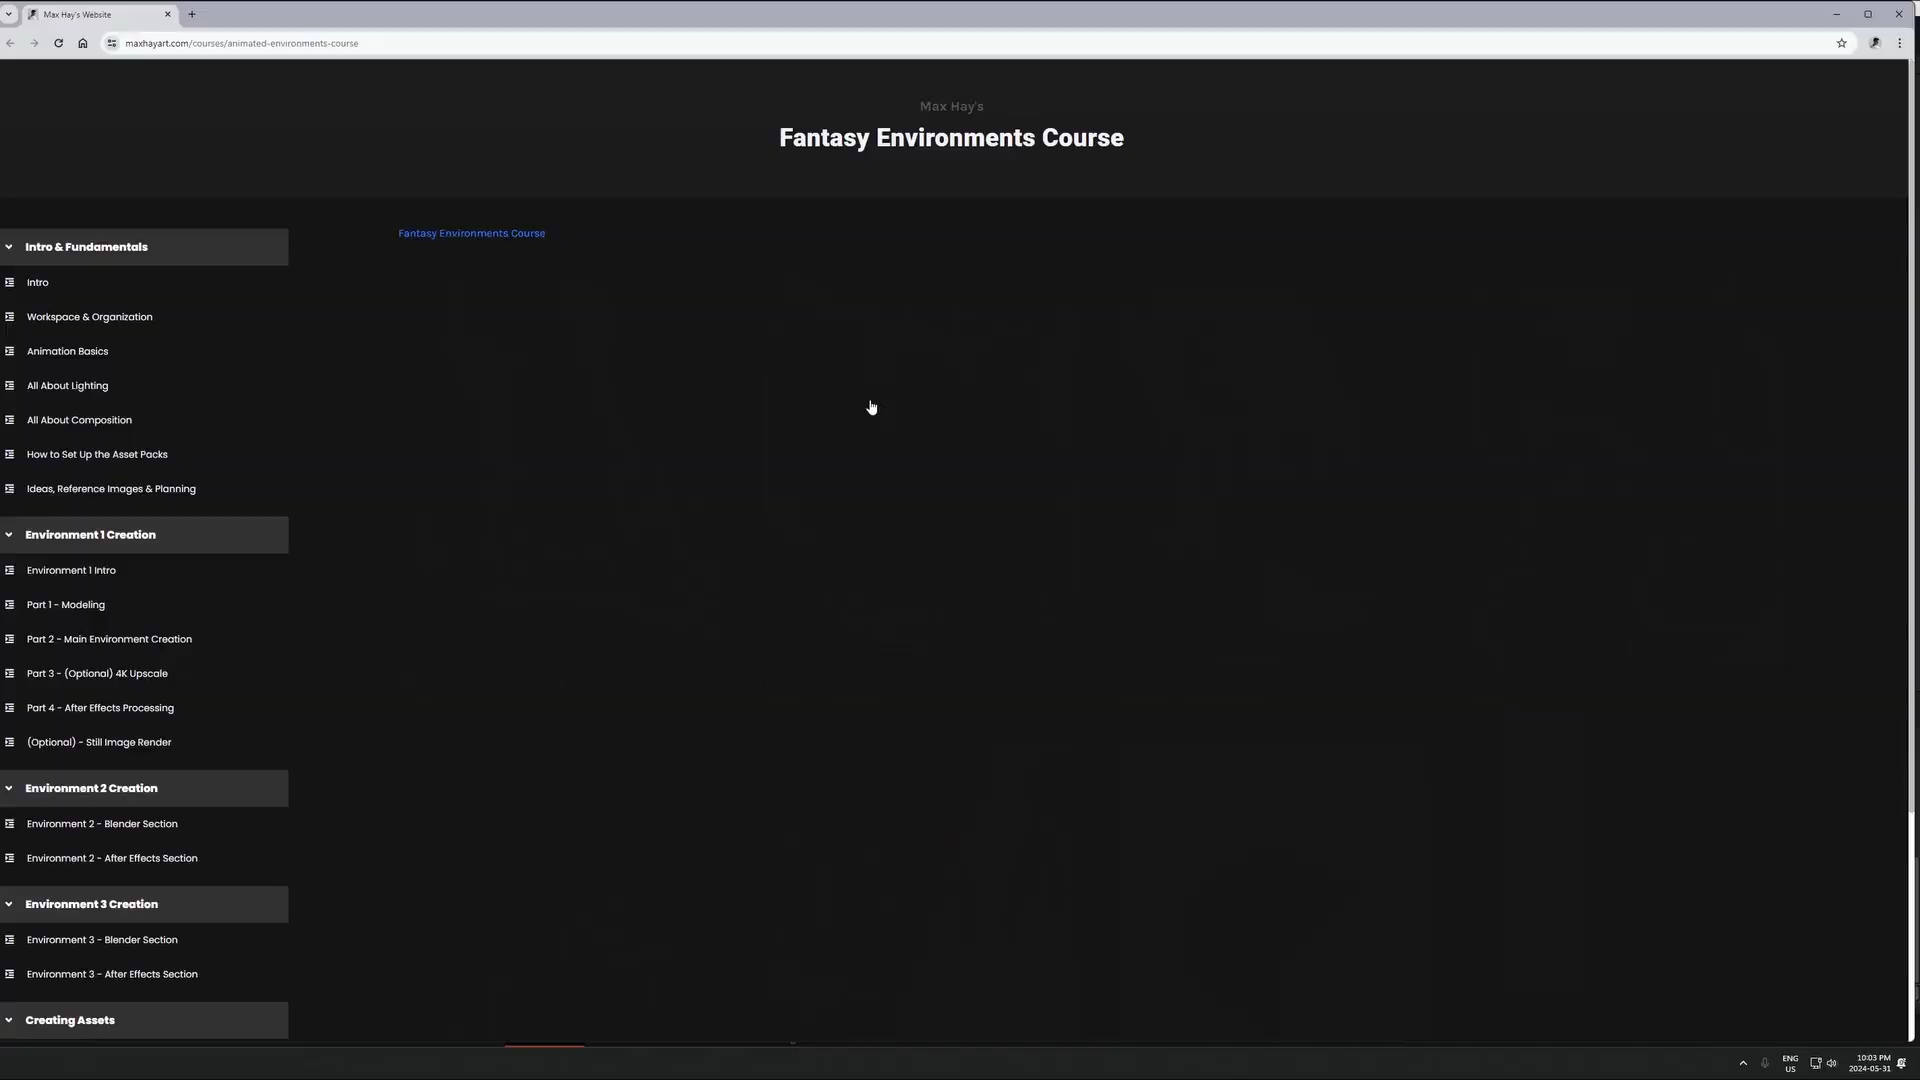 Max Hay's Website
maxhayart.com/courses/animated-environments-course
Max Hay's
Fantasy Environments Course
Fantasy Environments Course
Intro & Fundamentals
Intro
Workspace & Organization
Animation Basics
All About Lighting
All About Composition
How to Set Up the Asset Packs
Ideas, Reference Images & Planning
Environment 1 Creation
Environment 1 Intro
Part 1 - Modeling
Part 2 - Main Environment Creation
Part 3 - (Optional) 4K Upscale
Part 4 - After Effects Processing
(Optional) - Still Image Render
Environment 2 Creation
Environment 2 - Blender Section
Environment 2 - After Effects Section
Environment 3 Creation
Environment 3 - Blender Section
Environment 3 - After Effects Section
Creating Assets
ENG
US
10:03 PM
2024-05-31